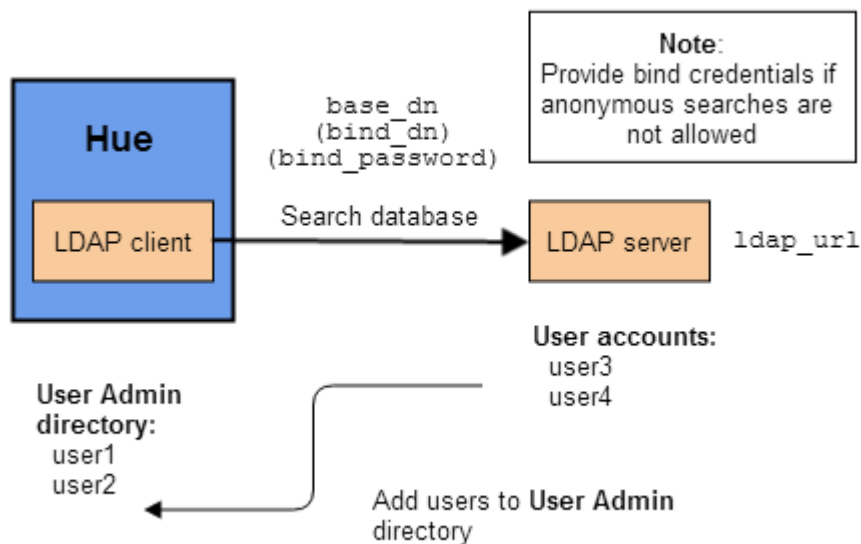 Note:
Provide bind credentials if
anonymous searches are
not allowed
Hue
base_dn
(bind_dn)
(bind_password)
LDAP client
Search database
LDAP server
ldap_url
User accounts:
user3
user4
User Admin
directory:
user1
user2
Add users to User Admin
directory